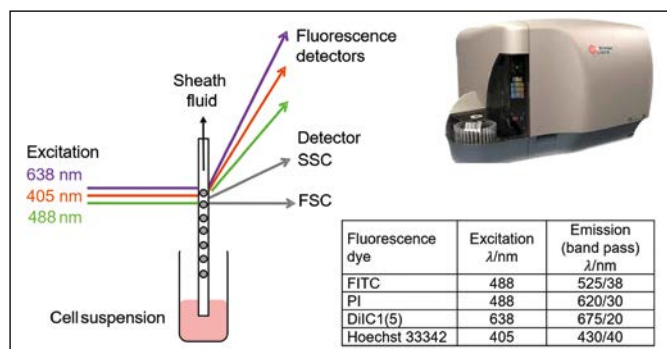 Sheath
fluid
Fluorescence
detectors
Excitation
638 nm
405 nm
488 nm
Detector
SSC
FSC
Cell suspension
Fluorescence dye Excitation λ/nm Emission (band pass) λ/nm
FITC 488 525/38
PI 488 620/30
DiIC1(5) 638 675/20
Hoechst 33342 405 430/40